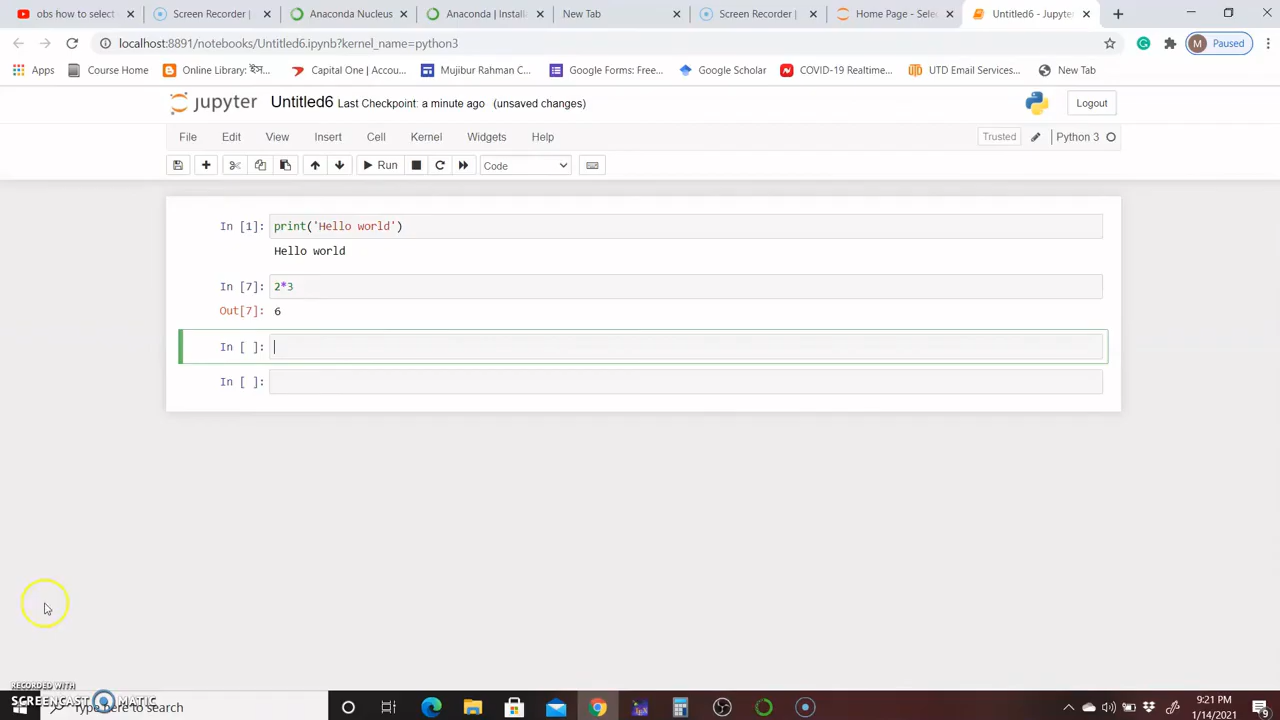 obs how to select
Screen Recorder |
Anaconda Nucleus
Anaconda | Install
New Tab
Screen Recorder |
Home Page - Selec
Untitled6 - Jupyter
localhost:8891/notebooks/Untitled6.ipynb?kernel_name=python3
M Paused
Apps
Course Home
Capital One | Accou...
Mujibur Rahman C...
Google Forms: Free...
Google Scholar
COVID-19 Realtime...
UTD Email Services...
New Tab
Online Library:
jupyter Untitled6 Last Checkpoint: a minute ago (unsaved changes)
Logout
File Edit View Insert Cell Kernel Widgets Help
Trusted
Python 3
Run
Code
In [1]: print('Hello world')
Hello world
In [7]: 2*3
Out[7]: 6
In [ ]:
In [ ]:
RECORDED WITH
SCREENCAST MATIC
Type here to search
9:21 PM
1/14/2021
9